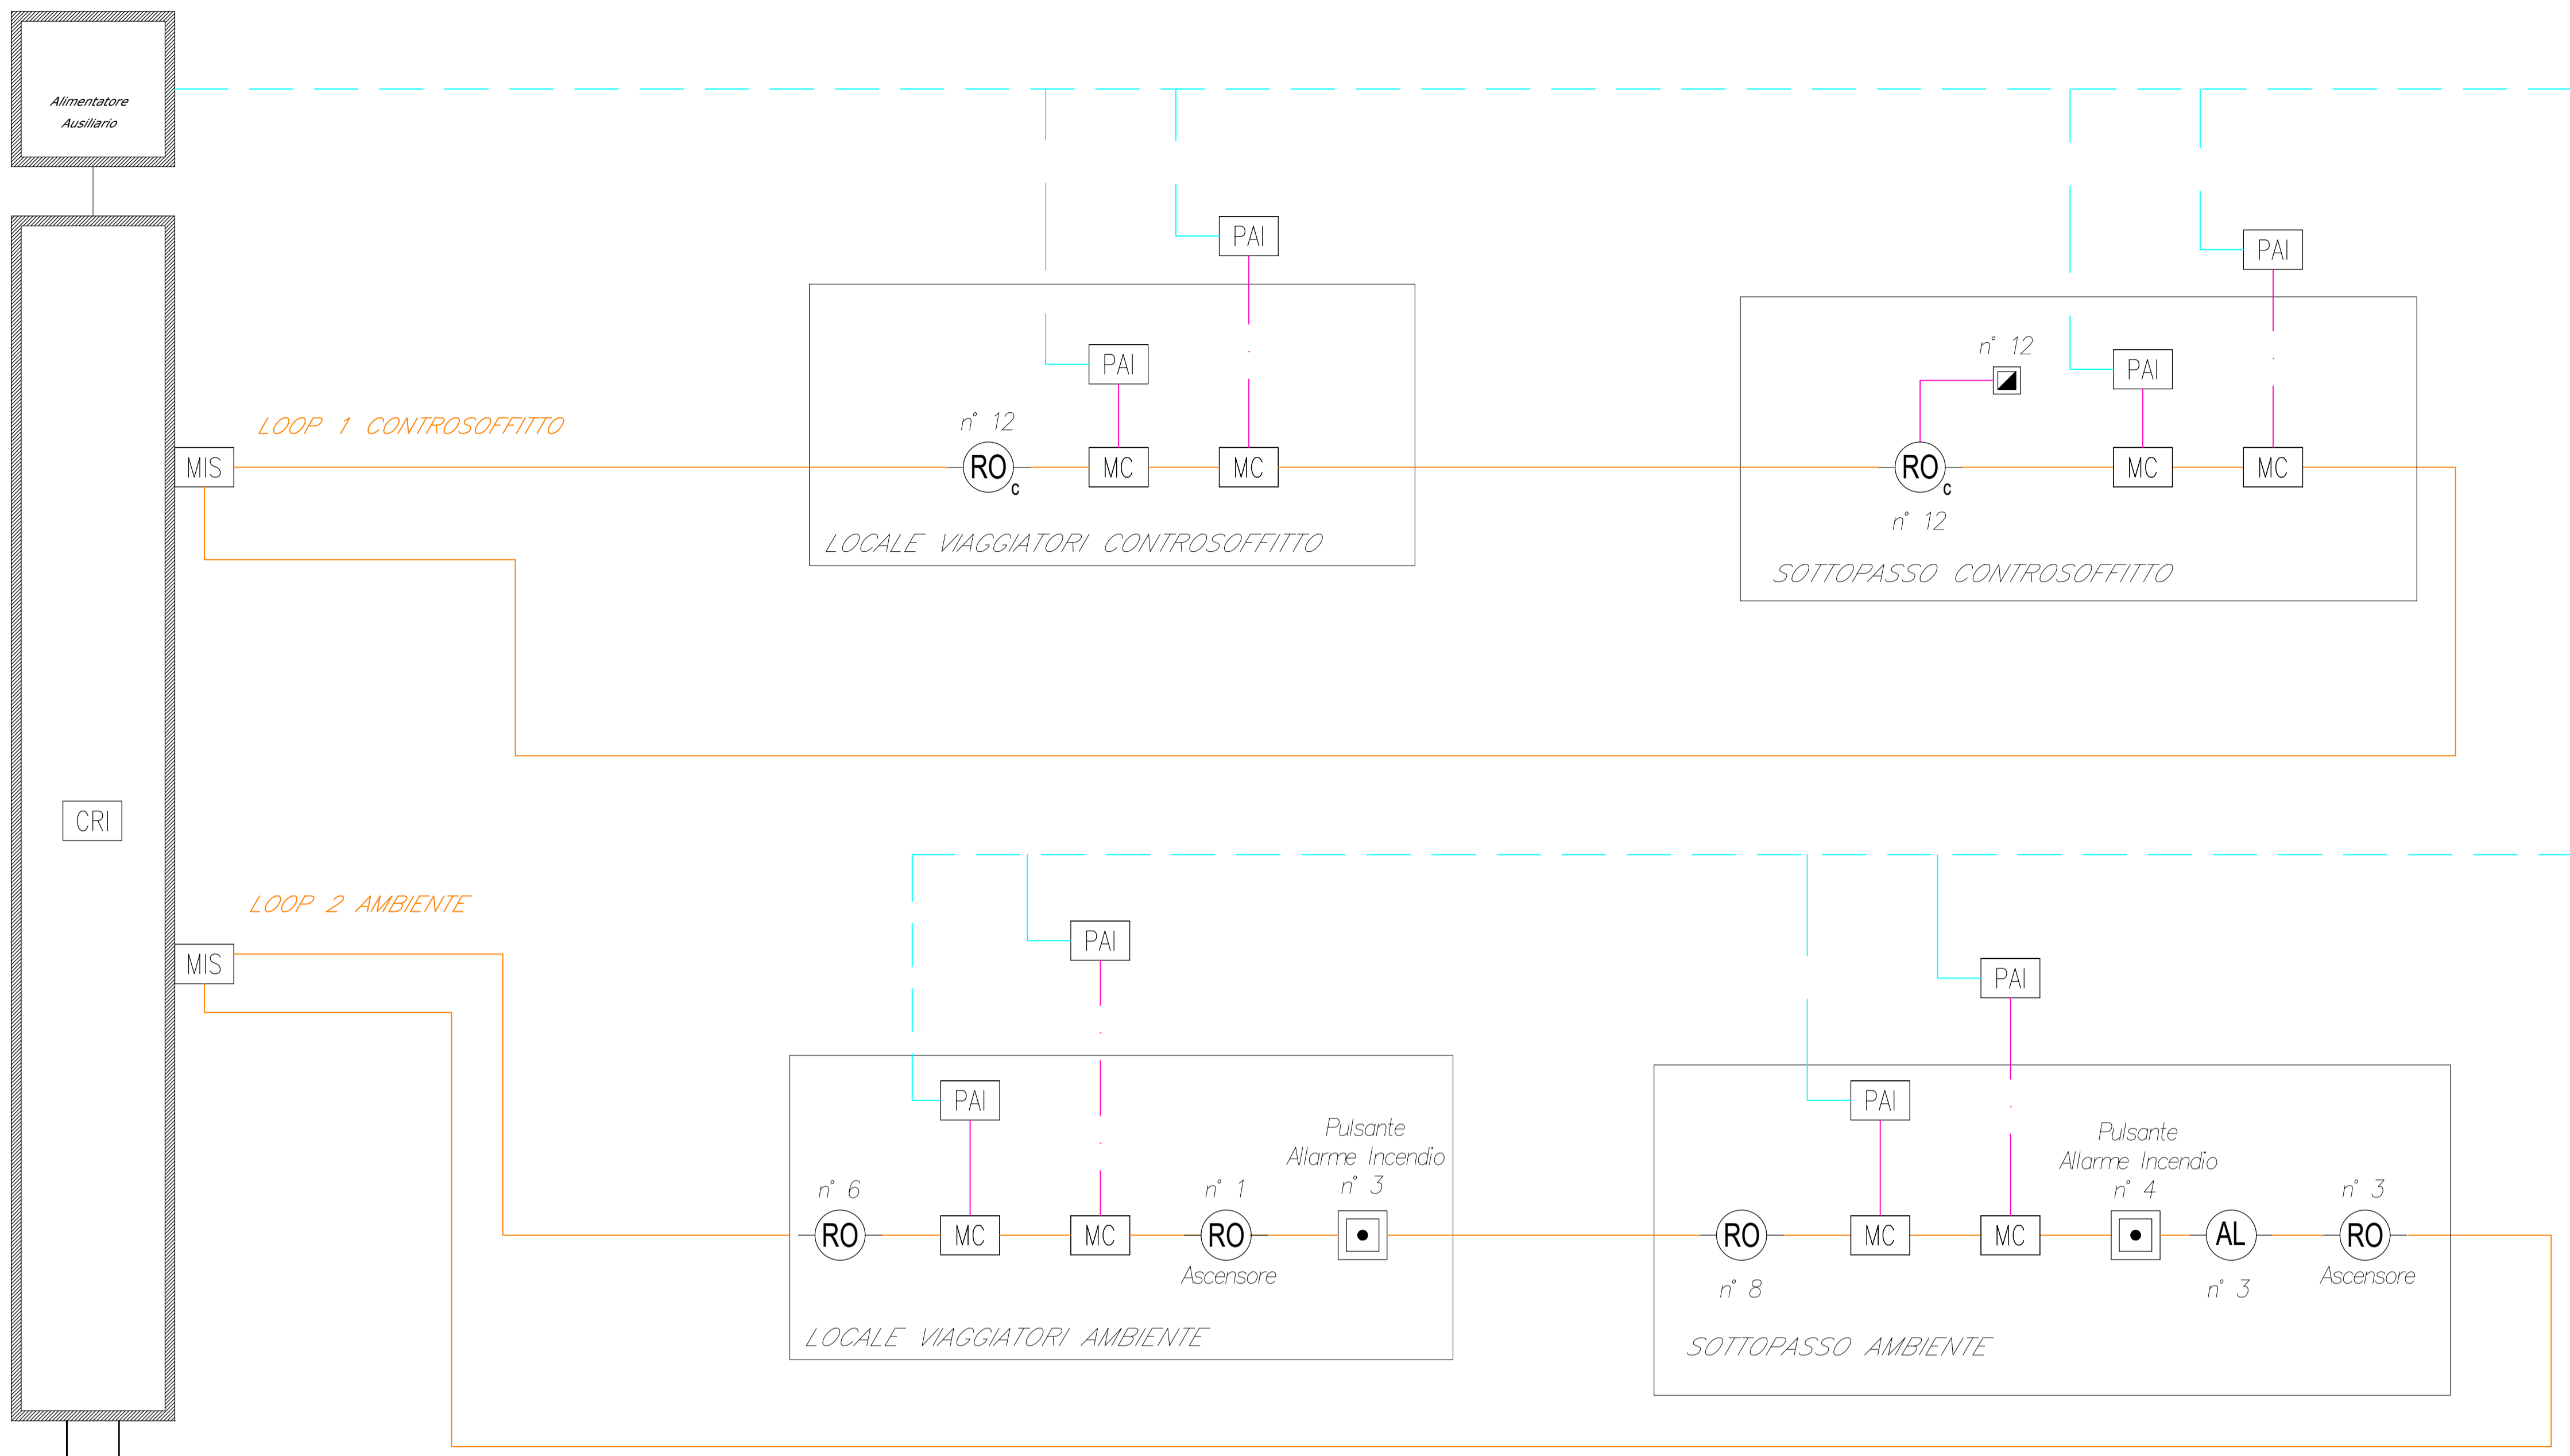 Alimentatore
Ausiliario
PAI
PAI
PAI
n° 12
PAI
LOOP 1 CONTROSOFFITTO
n° 12
MIS
RO
C
MC
MC
RO
C
MC
MC
n° 12
LOCALE VIAGGIATORI CONTROSOFFITTO
SOTTOPASSO CONTROSOFFITTO
CRI
LOOP 2 AMBIENTE
PAI
MIS
PAI
PAI
PAI
Pulsante
Allarme Incendio
n° 3
Pulsante
Allarme Incendio
n° 4
n° 6
n° 1
n° 3
RO
MC
MC
RO
RO
MC
MC
AL
RO
Ascensore
n° 8
n° 3
Ascensore
LOCALE VIAGGIATORI AMBIENTE
SOTTOPASSO AMBIENTE